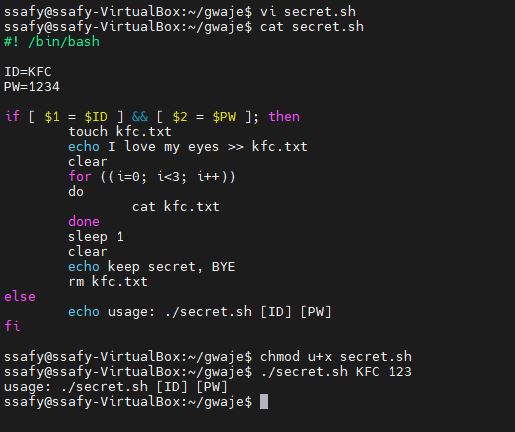 ssafy@ssafy-VirtualBox:~/gwaje$ vi secret.sh
ssafy@ssafy-VirtualBox:~/gwaje$ cat secret.sh
#! /bin/bash

ID=KFC
PW=1234

if [ $1 = $ID ] && [ $2 = $PW ]; then
        touch kfc.txt
        echo I love my eyes >> kfc.txt
        clear
        for ((i=0; i<3; i++))
        do
                cat kfc.txt
        done
        sleep 1
        clear
        echo keep secret, BYE
        rm kfc.txt
else
        echo usage: ./secret.sh [ID] [PW]
fi

ssafy@ssafy-VirtualBox:~/gwaje$ chmod u+x secret.sh
ssafy@ssafy-VirtualBox:~/gwaje$ ./secret.sh KFC 123
usage: ./secret.sh [ID] [PW]
ssafy@ssafy-VirtualBox:~/gwaje$